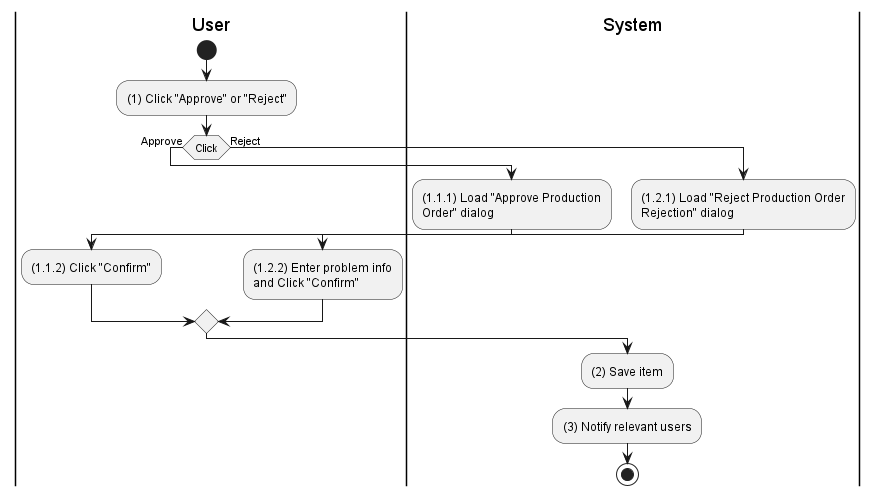 User
System
(1) Click "Approve" or "Reject"
Approve
Click
Reject
(1.1.1) Load "Approve Production
Order" dialog
(1.2.1) Load "Reject Production Order
Rejection" dialog
(1.1.2) Click "Confirm"
(1.2.2) Enter problem info
and Click "Confirm"
(2) Save item
(3) Notify relevant users